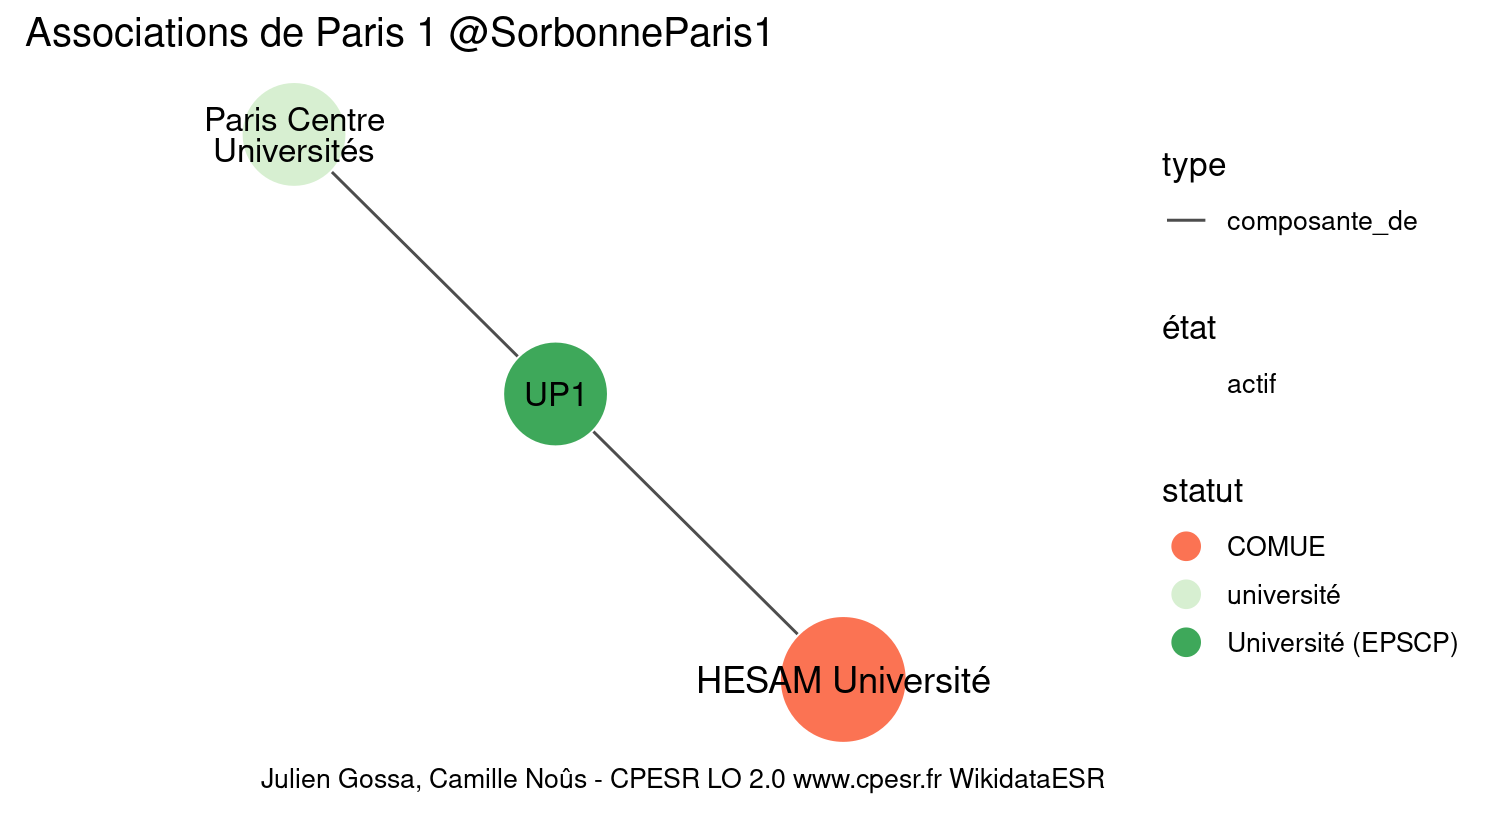 Associations de Paris 1 @SorbonneParis1
Paris Centre
Universités
UP1
HESAM Université
type
composante_de
état
actif
statut
COMUE
université
Université (EPSCP)
Julien Gossa, Camille Noûs - CPESR LO 2.0 www.cpesr.fr WikidataESR